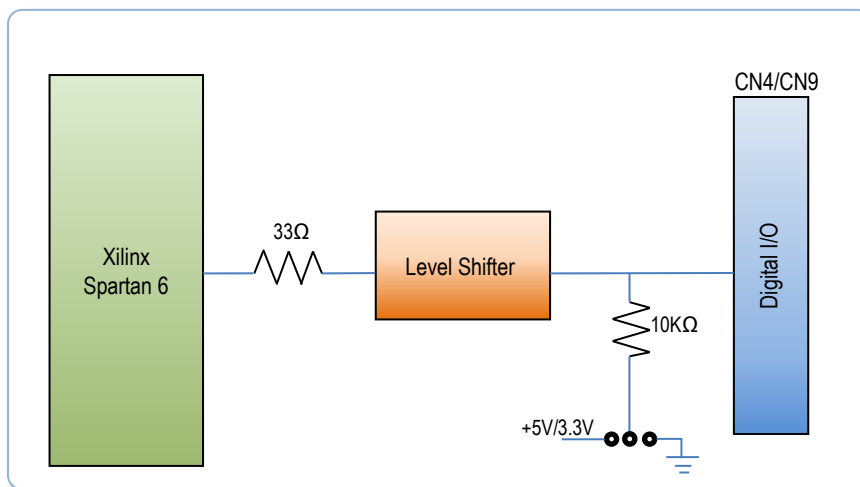 CN4/CN9
Xilinx
Spartan 6
33Ω
Level Shifter
Digital I/O
10KΩ
+5V/3.3V